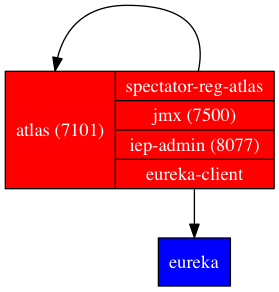 spectator-reg-atlas
atlas (7101)
jmx (7500)
iep-admin (8077)
eureka-client
eureka